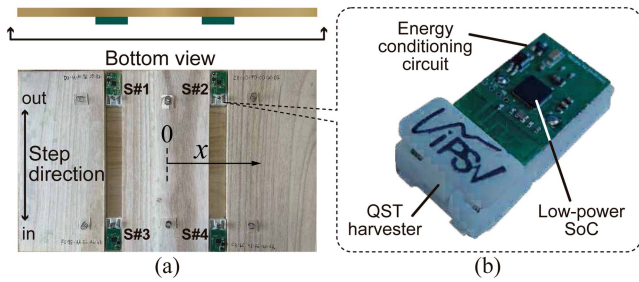 Bottom view
out
S#1
S#2
0
x
Step
direction
in
S#3
S#4
(a)
Energy
conditioning
circuit
ViPSN
QST
harvester
Low-power
SoC
(b)